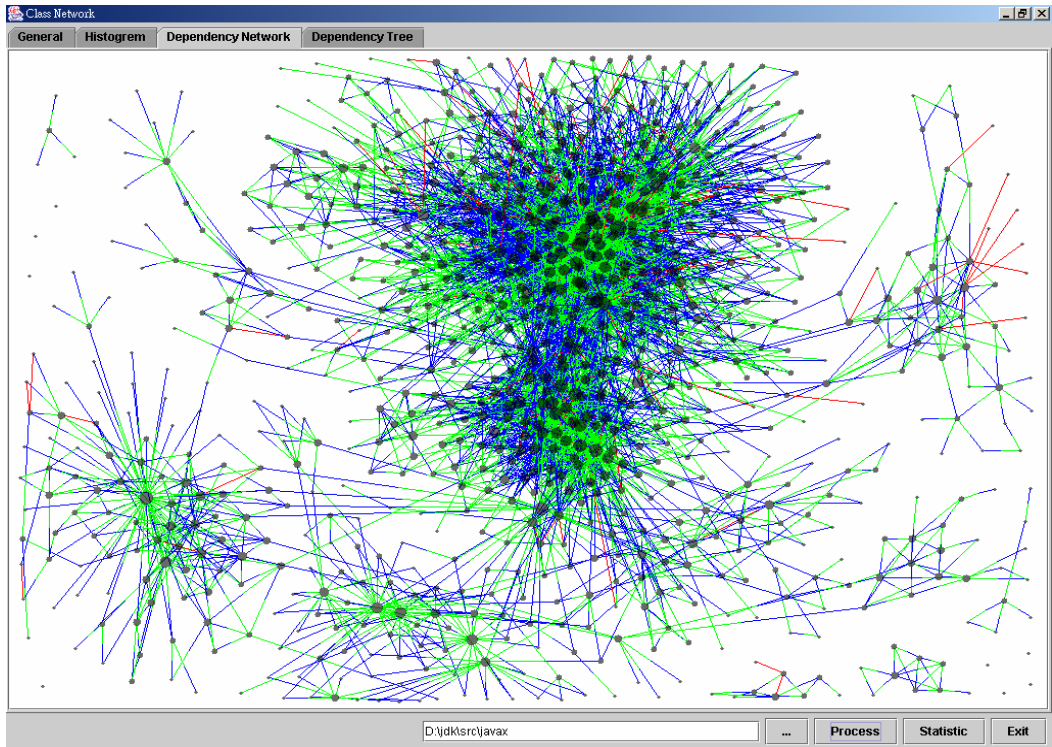 Class Network
General Histogrem Dependency Network Dependency Tree
D:\jdk\src\javax ... Process Statistic Exit